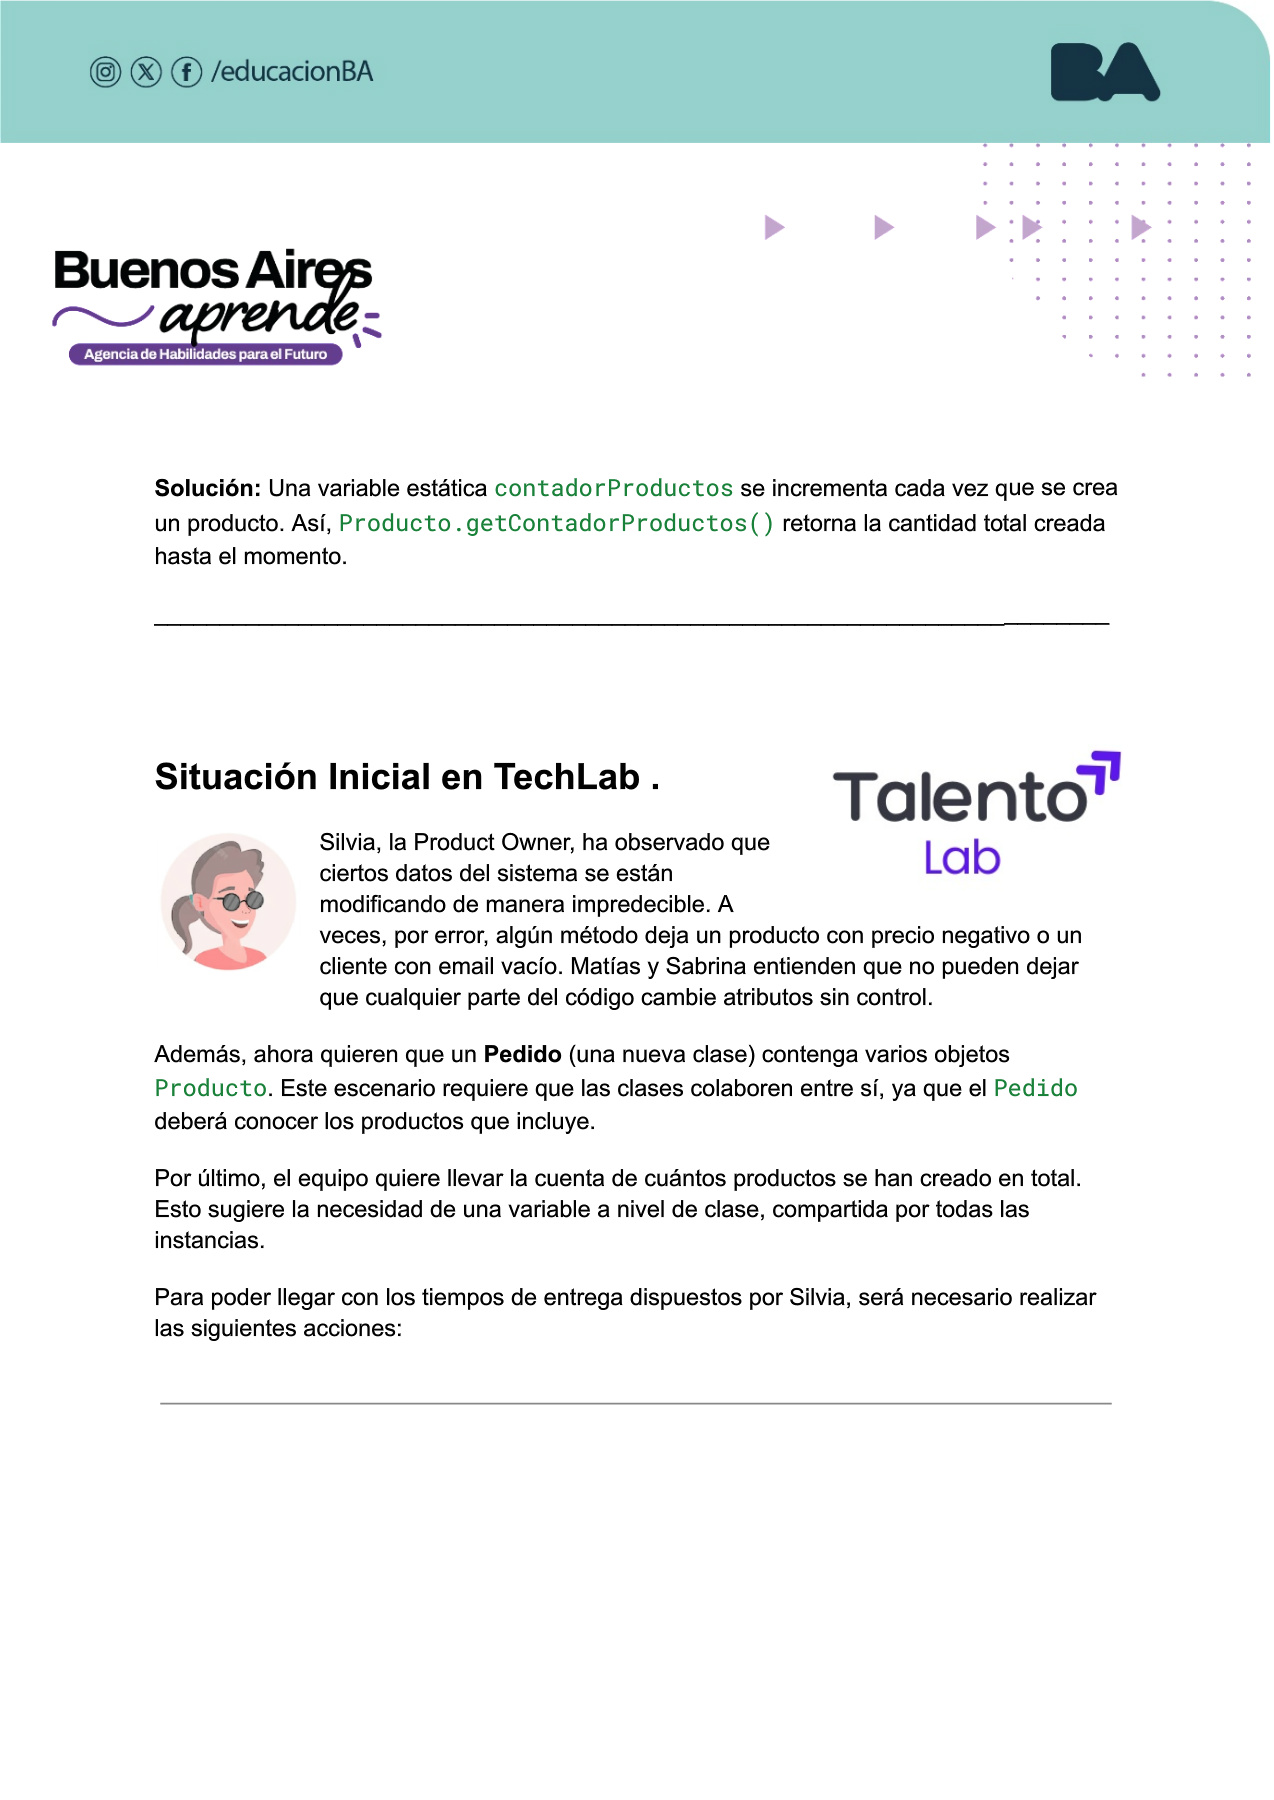 /educacionBA
BA
Buenos Aires
aprende
Agencia de Habilidades para el Futuro
Solución: Una variable estática contadorProductos se incrementa cada vez que se crea
un producto. Así, Producto.getContadorProductos() retorna la cantidad total creada
hasta el momento.
Situación Inicial en TechLab .
Talento
Lab
Silvia, la Product Owner, ha observado que
ciertos datos del sistema se están
modificando de manera impredecible. A
veces, por error, algún método deja un producto con precio negativo o un
cliente con email vacío. Matías y Sabrina entienden que no pueden dejar
que cualquier parte del código cambie atributos sin control.
Además, ahora quieren que un Pedido (una nueva clase) contenga varios objetos
Producto. Este escenario requiere que las clases colaboren entre sí, ya que el Pedido
deberá conocer los productos que incluye.
Por último, el equipo quiere llevar la cuenta de cuántos productos se han creado en total.
Esto sugiere la necesidad de una variable a nivel de clase, compartida por todas las
instancias.
Para poder llegar con los tiempos de entrega dispuestos por Silvia, será necesario realizar
las siguientes acciones: